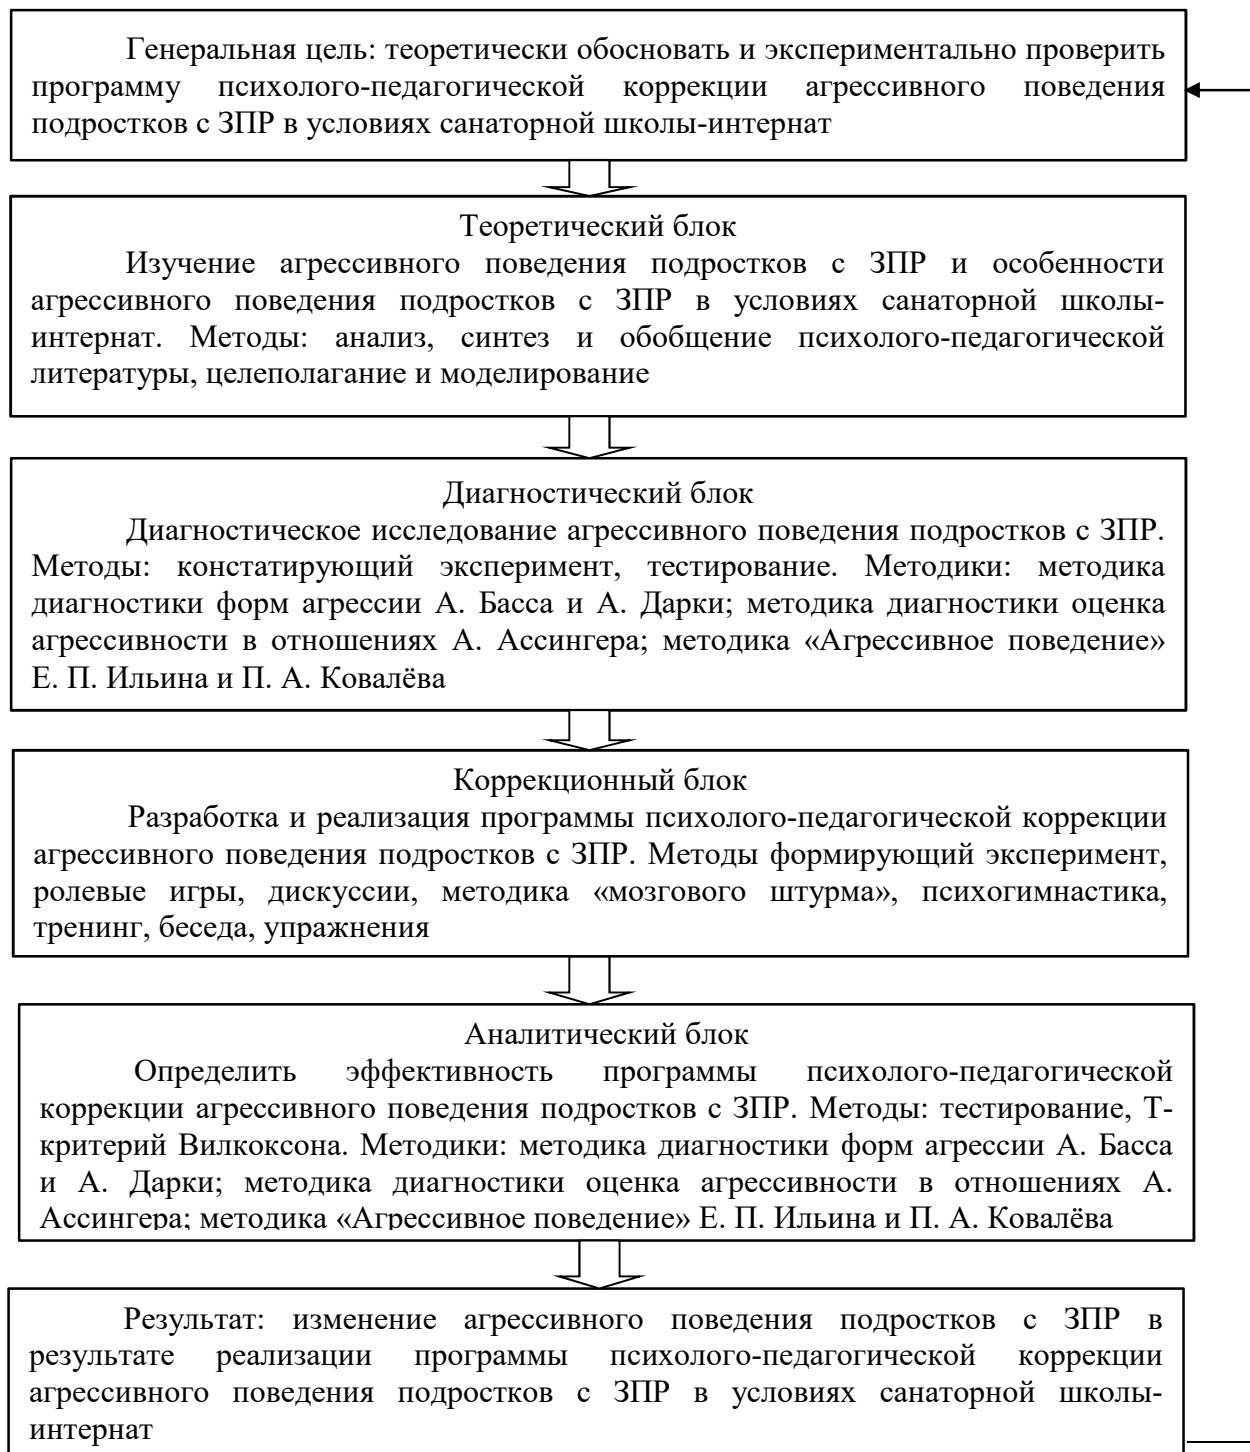 Генеральная цель: теоретически обосновать и экспериментально проверить
программу психолого-педагогической коррекции агрессивного поведения
подростков с ЗПР в условиях санаторной школы-интернат
Теоретический блок
Изучение агрессивного поведения подростков с ЗПР и особенности
агрессивного поведения подростков с ЗПР в условиях санаторной школы-
интернат. Методы: анализ, синтез и обобщение психолого-педагогической
литературы, целеполагание и моделирование
Диагностический блок
Диагностическое исследование агрессивного поведения подростков с ЗПР.
Методы: констатирующий эксперимент, тестирование. Методики: методика
диагностики форм агрессии А. Басса и А. Дарки; методика диагностики оценка
агрессивности в отношениях А. Ассингера; методика «Агрессивное поведение»
Е. П. Ильина и П. А. Ковалёва
Коррекционный блок
Разработка и реализация программы психолого-педагогической коррекции
агрессивного поведения подростков с ЗПР. Методы формирующий эксперимент,
ролевые игры, дискуссии, методика «мозгового штурма», психогимнастика,
тренинг, беседа, упражнения
Аналитический блок
Определить эффективность программы психолого-педагогической
коррекции агрессивного поведения подростков с ЗПР. Методы: тестирование, Т-
критерий Вилкоксона. Методики: методика диагностики форм агрессии А. Басса
и А. Дарки; методика диагностики оценка агрессивности в отношениях А.
Ассингера; методика «Агрессивное поведение» Е. П. Ильина и П. А. Ковалёва
Результат: изменение агрессивного поведения подростков с ЗПР в
результате реализации программы психолого-педагогической коррекции
агрессивного поведения подростков с ЗПР в условиях санаторной школы-
интернат